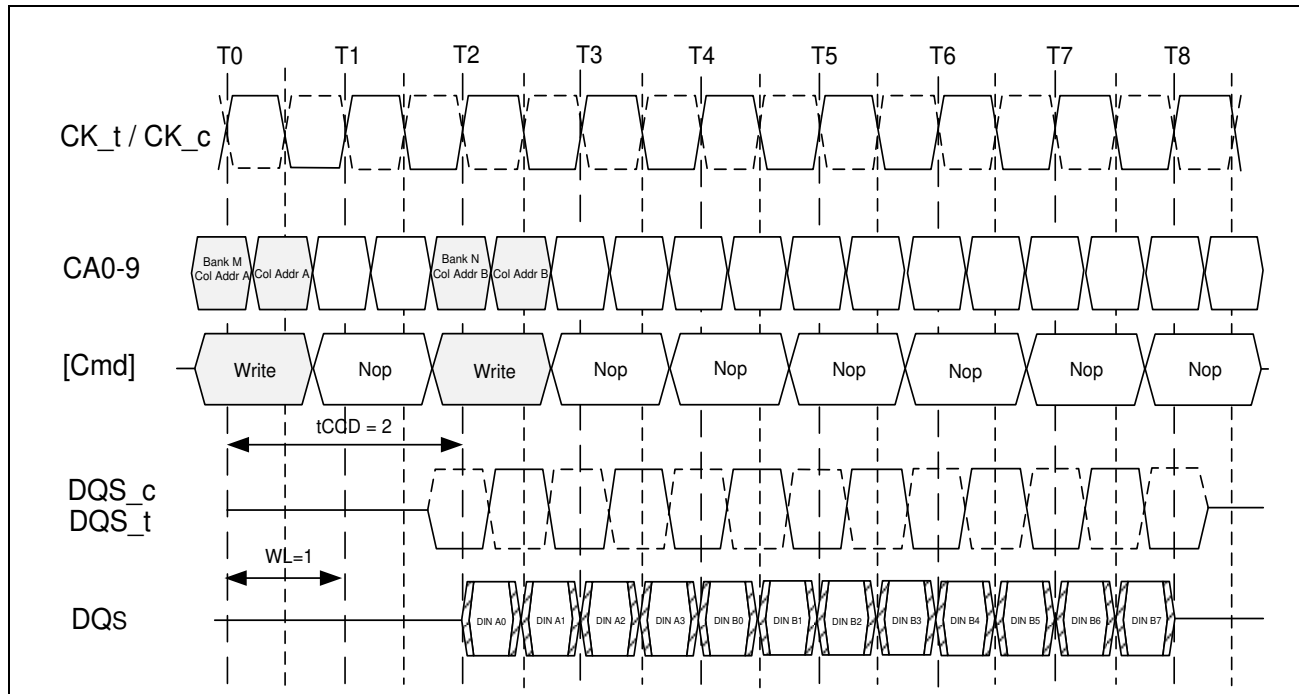 T0 T1 T2 T3 T4 T5 T6 T7 T8
CK_t / CK_c
CA0-9
Bank M
Col Addr A
Col Addr A
Bank N
Col Addr B
Col Addr B
[Cmd]
Write Nop Write Nop Nop Nop Nop Nop Nop
tCCD = 2
DQS_c
DQS_t
WL=1
DQs
DIN A0 DIN A1 DIN A2 DIN A3 DIN B0 DIN B1 DIN B2 DIN B3 DIN B4 DIN B5 DIN B6 DIN B7